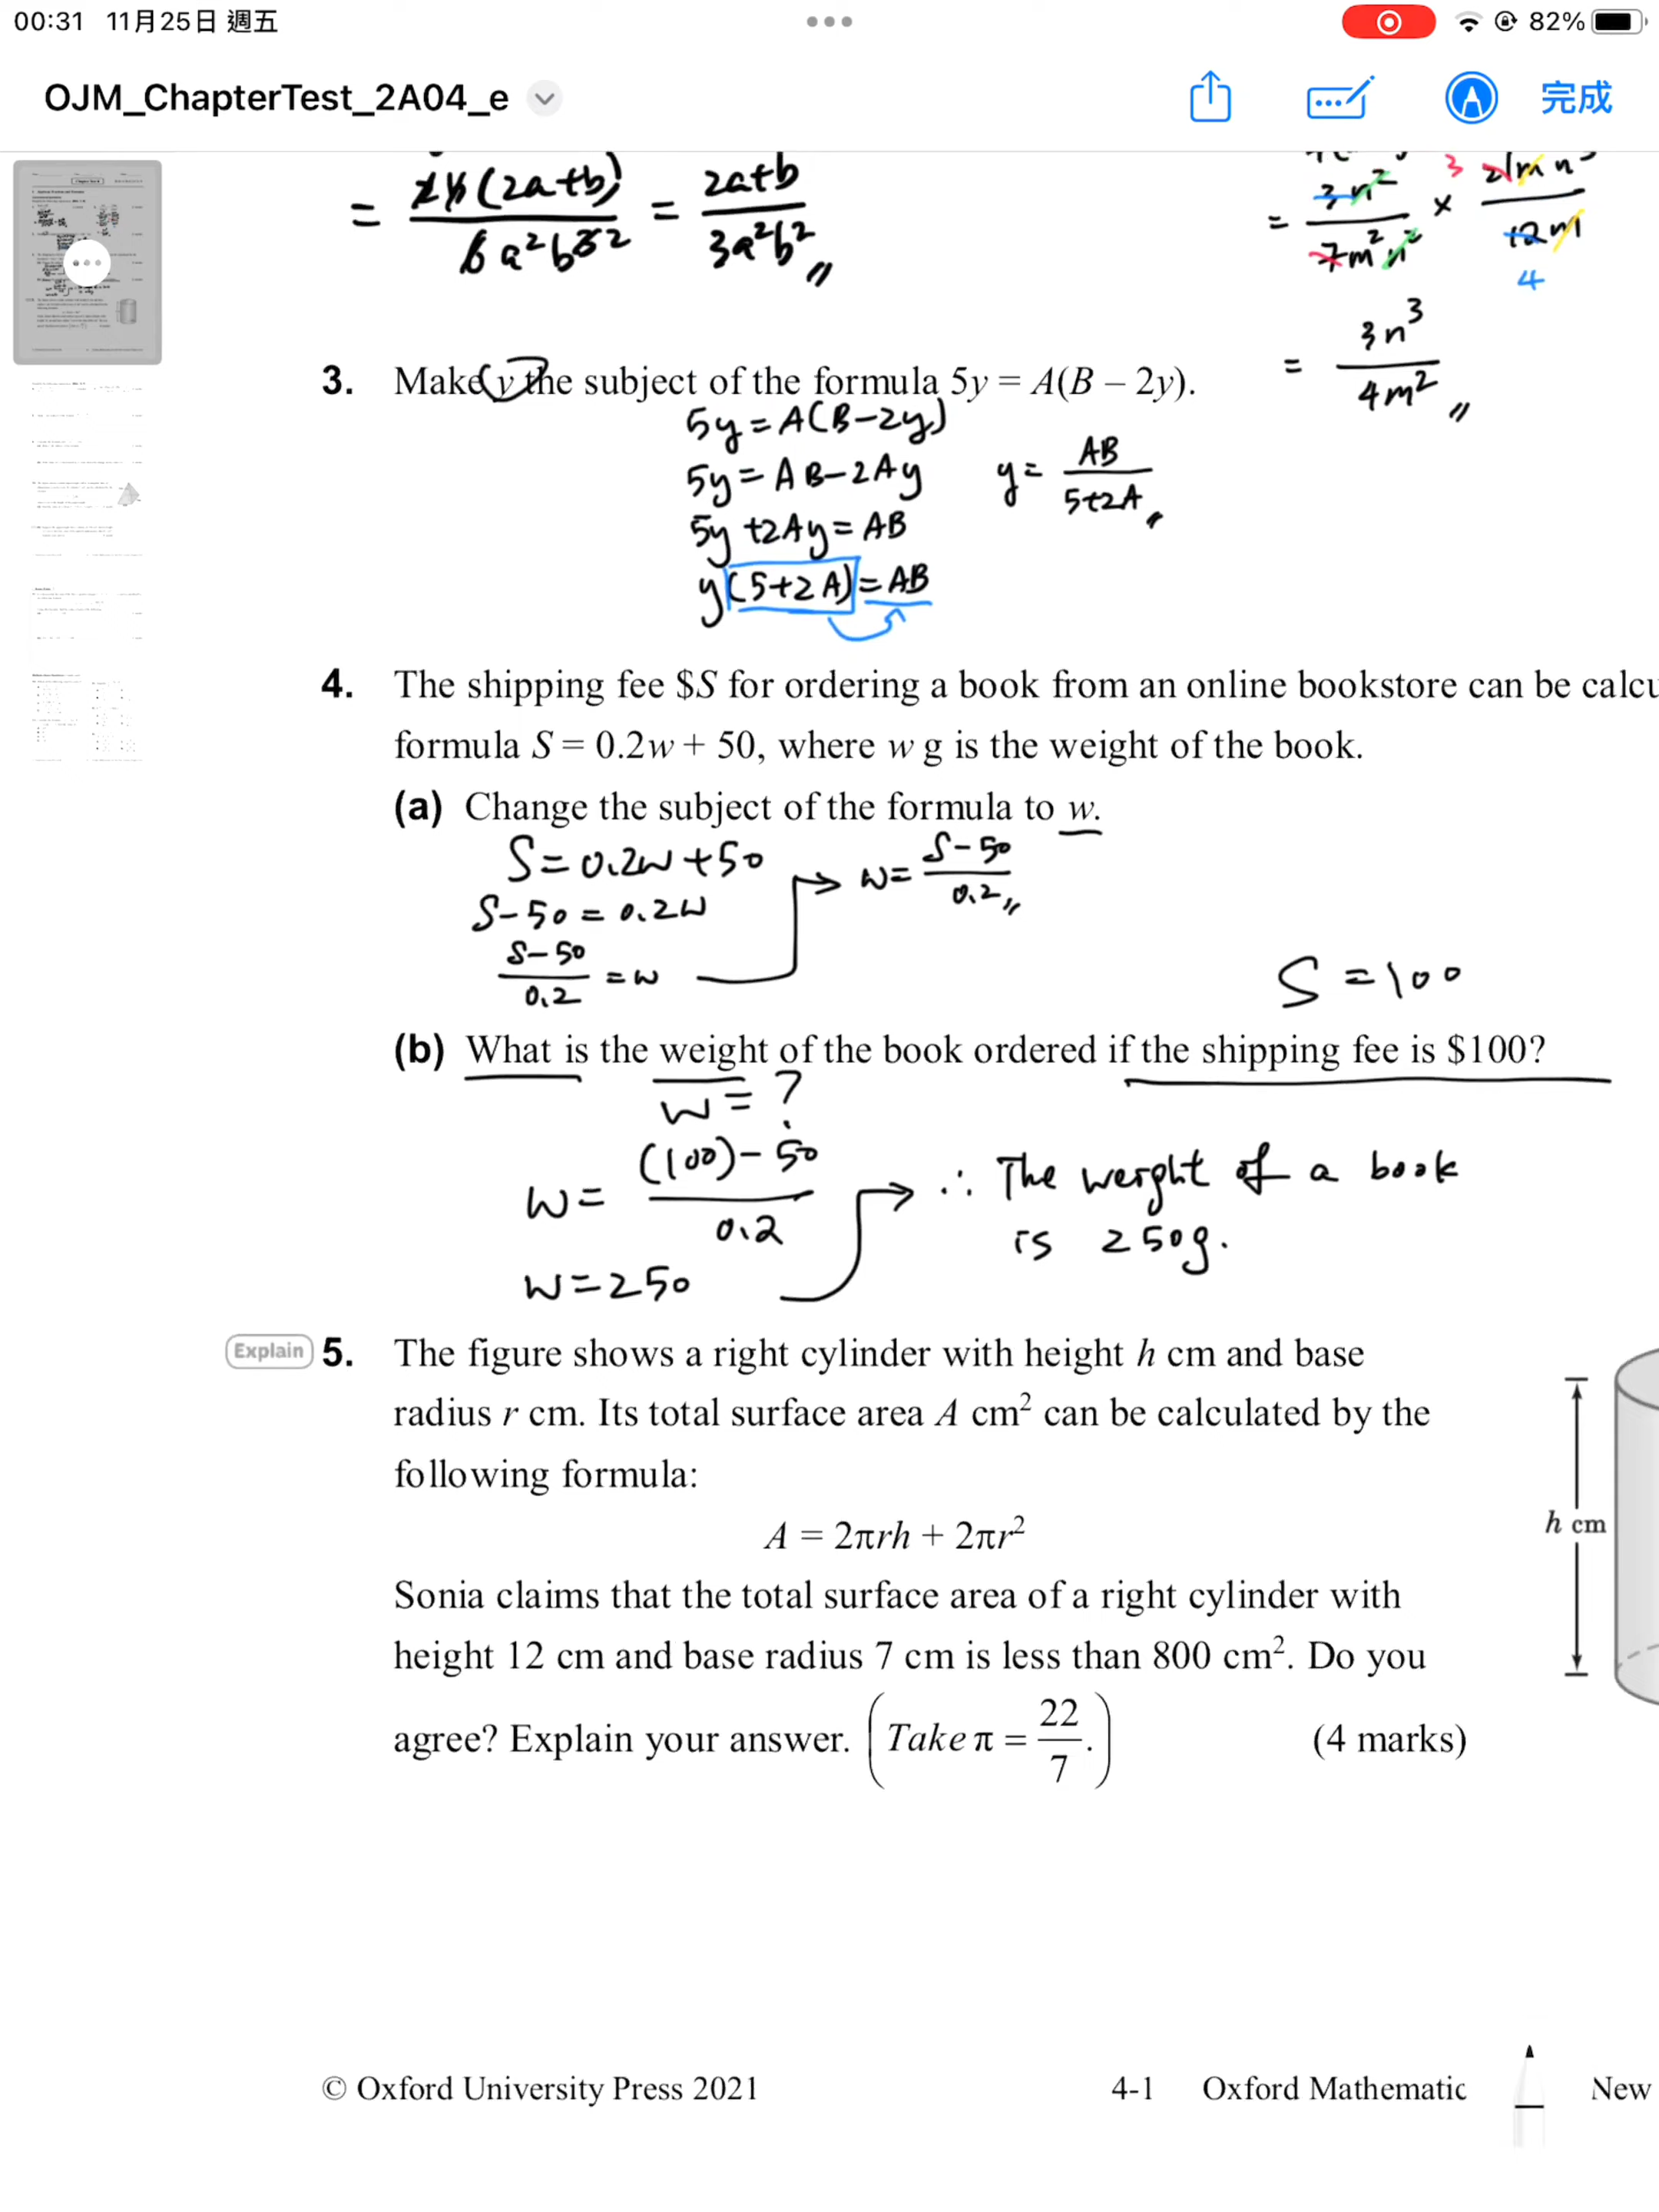 00:31 11月25日 週五
82%
OJM_ChapterTest_2A04_e
完成
= (2a+b) / 6a²b³² = 2a+b / 3a²b²
= 3n² / 7m²n² × 3 21mn³ / 12m 4
= 3n³ / 4m²
3. Make y the subject of the formula 5y = A(B – 2y).
5y = A(B-2y)
5y = AB-2Ay
5y +2Ay = AB
y(5+2A) = AB
y = AB / 5+2A
4. The shipping fee $S for ordering a book from an online bookstore can be calcu
formula S = 0.2w + 50, where w g is the weight of the book.
(a) Change the subject of the formula to w.
S = 0.2w +50
S-50 = 0.2w
S-50 / 0.2 = w
w = S-50 / 0.2
S = 100
(b) What is the weight of the book ordered if the shipping fee is $100?
w = ?
w = (100)-50 / 0.2
w = 250
∴ The weight of a book
is 250g.
Explain 5. The figure shows a right cylinder with height h cm and base
radius r cm. Its total surface area A cm² can be calculated by the
following formula:
A = 2πrh + 2πr²
h cm
Sonia claims that the total surface area of a right cylinder with
height 12 cm and base radius 7 cm is less than 800 cm². Do you
agree? Explain your answer. (Take π = 22/7.) (4 marks)
© Oxford University Press 2021 4-1 Oxford Mathematic New